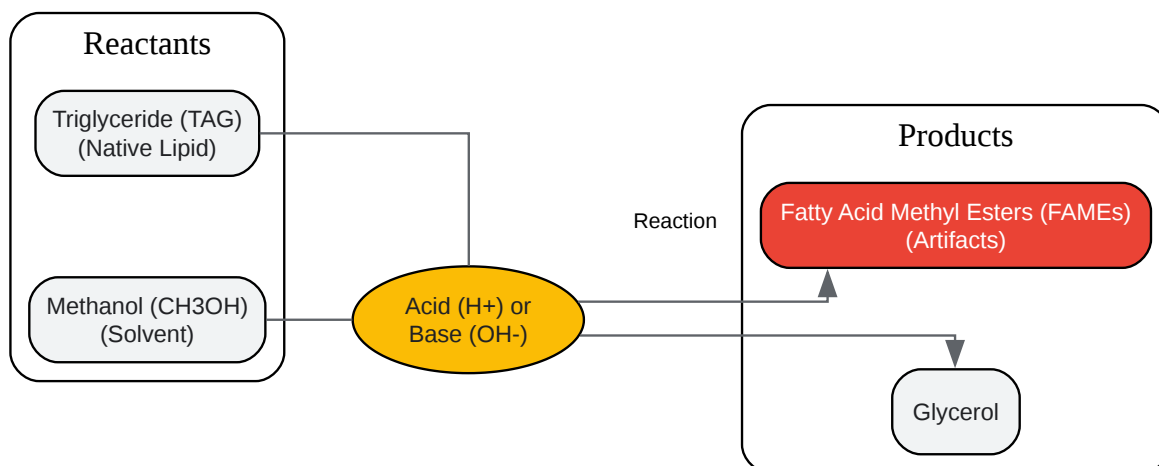 Reactants
Triglyceride (TAG)
(Native Lipid)
Methanol (CH3OH)
(Solvent)
Acid (H+) or
Base (OH-)
Reaction
Products
Fatty Acid Methyl Esters (FAMEs)
(Artifacts)
Glycerol